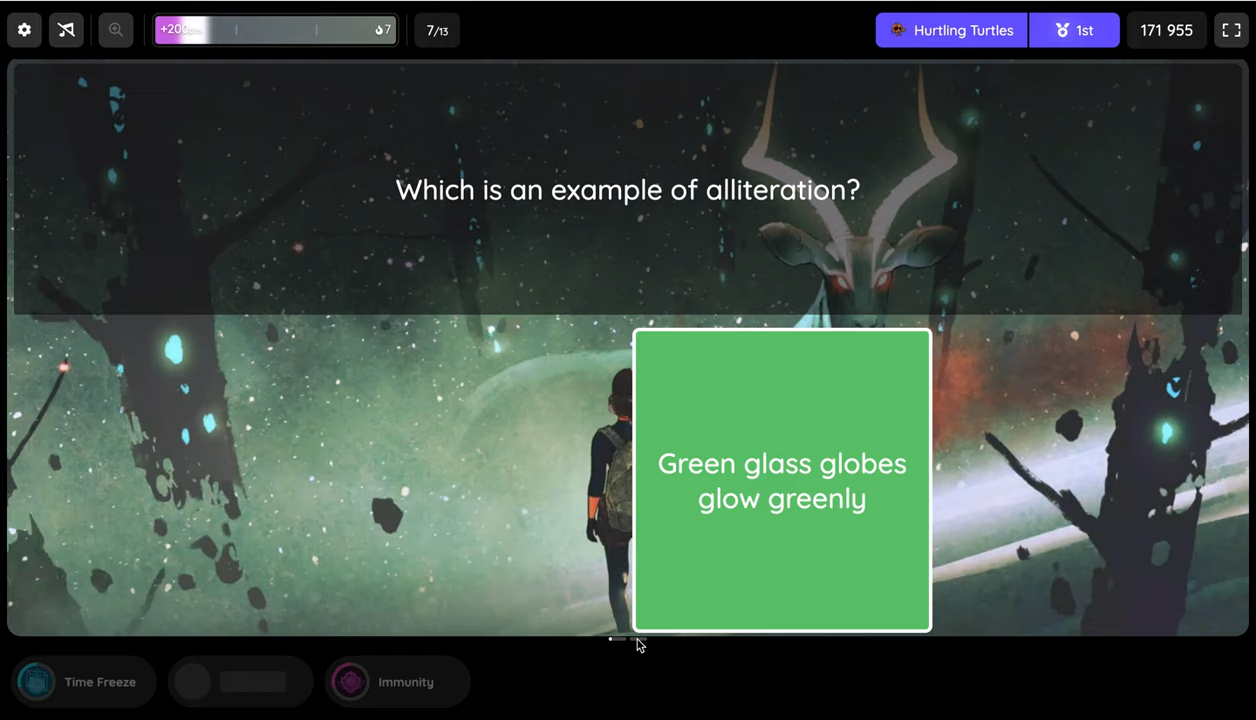 +200pts
7
7/13
Hurtling Turtles
1st
171 955
Which is an example of alliteration?
Green glass globes
glow greenly
Time Freeze
Immunity